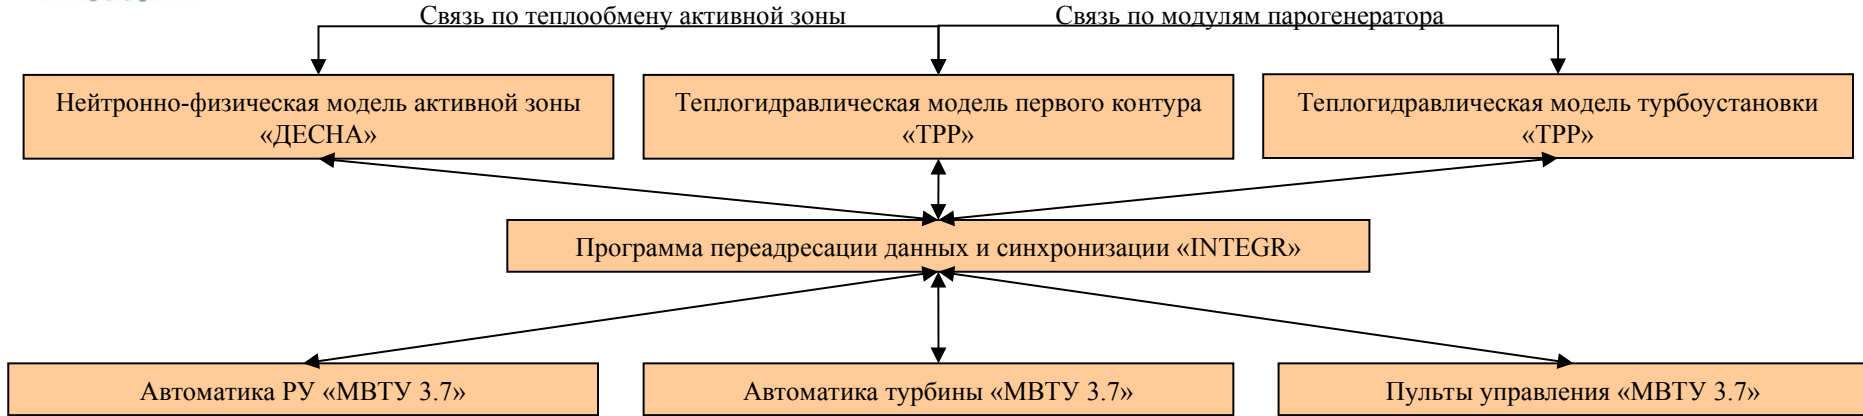 Связь по теплообмену активной зоны
Связь по модулям парогенератора
Нейтронно-физическая модель активной зоны
«ДЕСНА»
Теплогидравлическая модель первого контура
«ТРР»
Теплогидравлическая модель турбоустановки
«ТРР»
Программа переадресации данных и синхронизации «INTEGR»
Автоматика РУ «МВТУ 3.7»
Автоматика турбины «МВТУ 3.7»
Пульты управления «МВТУ 3.7»